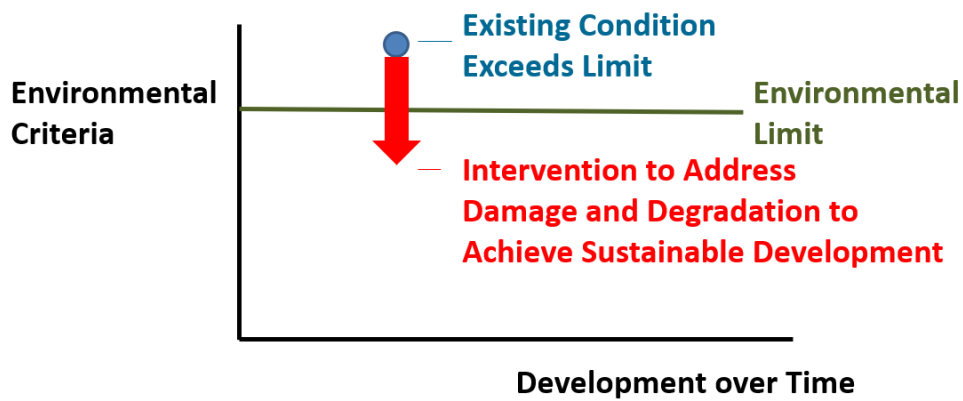 Existing Condition
Exceeds Limit
Environmental
Criteria
Environmental
Limit
Intervention to Address
Damage and Degradation to
Achieve Sustainable Development
Development over Time